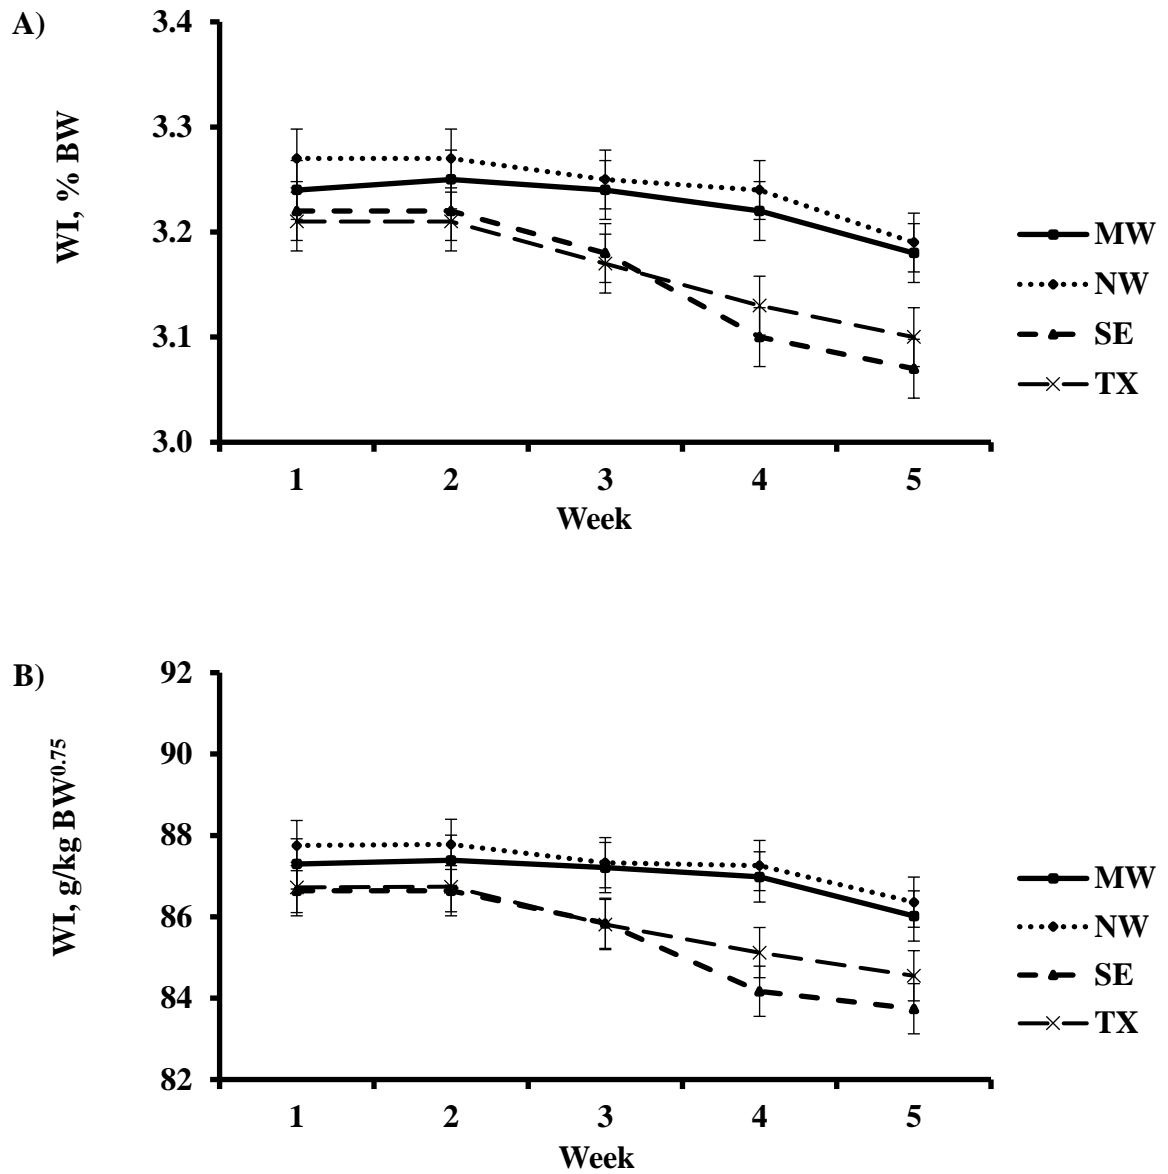 A)
WI, % BW
3.4
3.3
3.2
3.1
3.0
1 2 3 4 5
Week
MW
NW
SE
TX
B)
WI, g/kg BW^0.75
92
90
88
86
84
82
1 2 3 4 5
Week
MW
NW
SE
TX